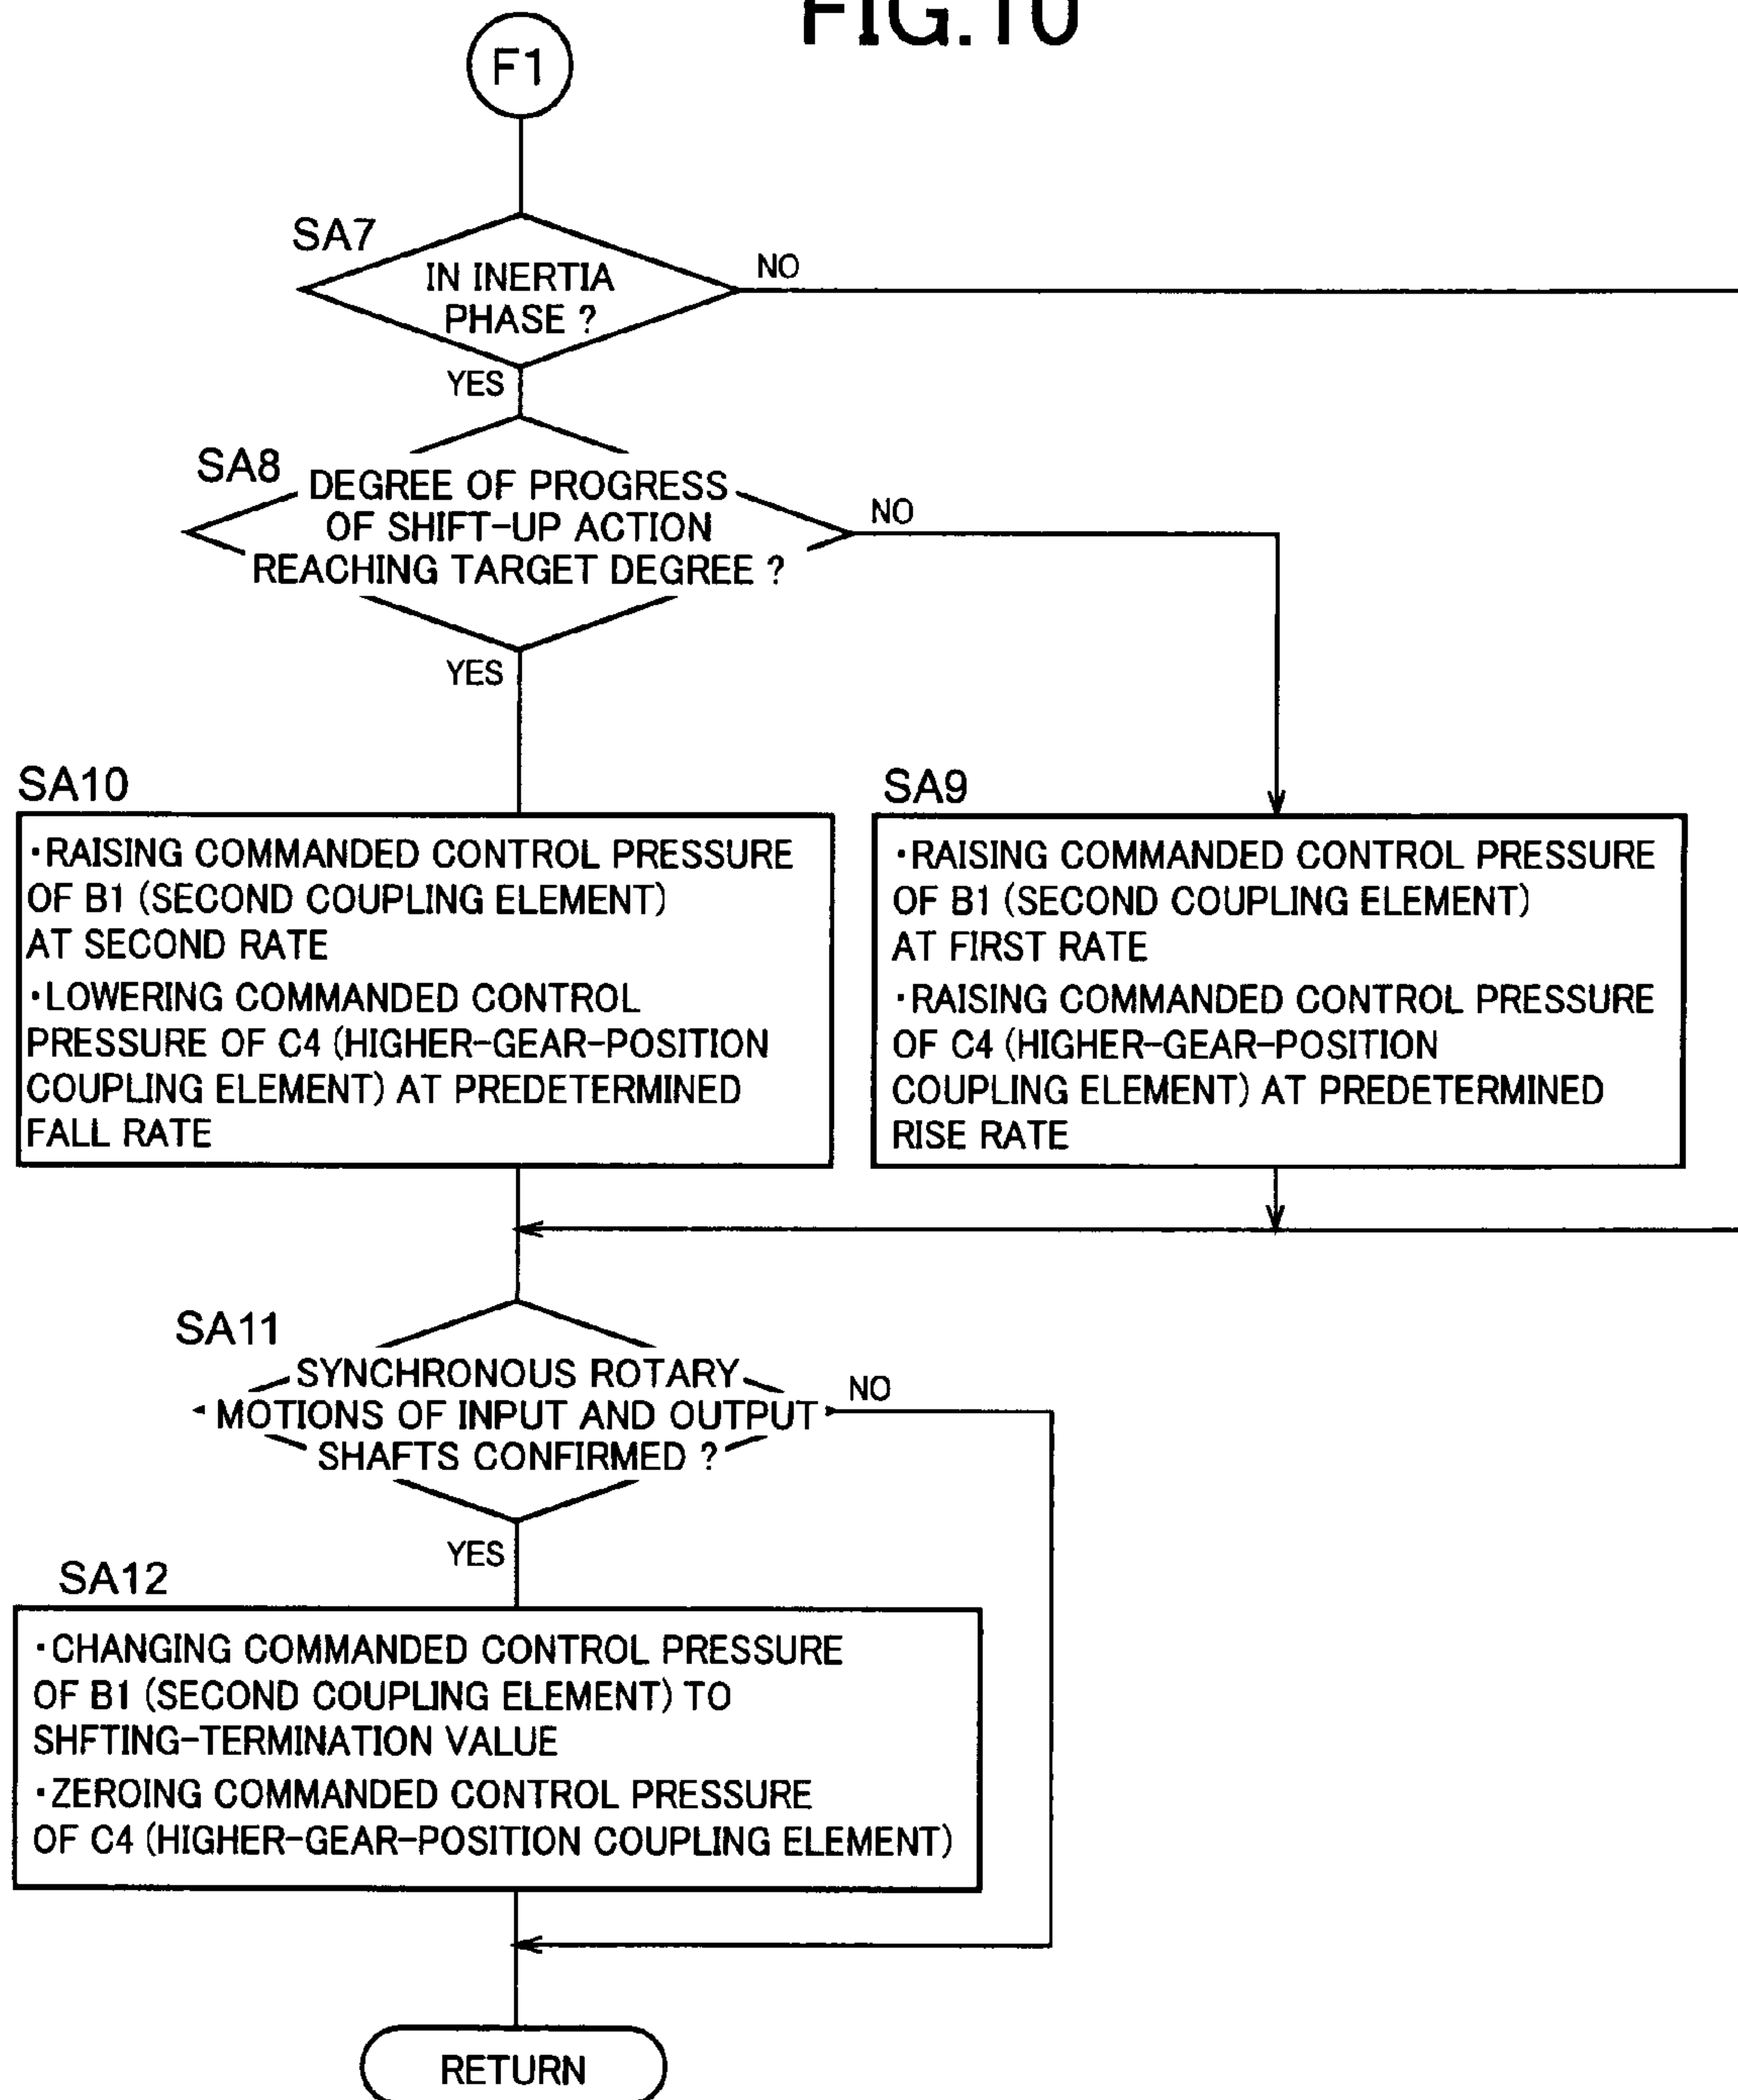 FIG.10
F1
SA7
IN INERTIA
PHASE ?
NO
YES
SA8
DEGREE OF PROGRESS
OF SHIFT-UP ACTION
REACHING TARGET DEGREE ?
NO
YES
SA10
・RAISING COMMANDED CONTROL PRESSURE
OF B1 (SECOND COUPLING ELEMENT)
AT SECOND RATE
・LOWERING COMMANDED CONTROL
PRESSURE OF C4 (HIGHER-GEAR-POSITION
COUPLING ELEMENT) AT PREDETERMINED
FALL RATE
SA9
・RAISING COMMANDED CONTROL PRESSURE
OF B1 (SECOND COUPLING ELEMENT)
AT FIRST RATE
・RAISING COMMANDED CONTROL PRESSURE
OF C4 (HIGHER-GEAR-POSITION
COUPLING ELEMENT) AT PREDETERMINED
RISE RATE
SA11
SYNCHRONOUS ROTARY
MOTIONS OF INPUT AND OUTPUT
SHAFTS CONFIRMED ?
NO
YES
SA12
・CHANGING COMMANDED CONTROL PRESSURE
OF B1 (SECOND COUPLING ELEMENT) TO
SHFTING-TERMINATION VALUE
・ZEROING COMMANDED CONTROL PRESSURE
OF C4 (HIGHER-GEAR-POSITION COUPLING ELEMENT)
RETURN